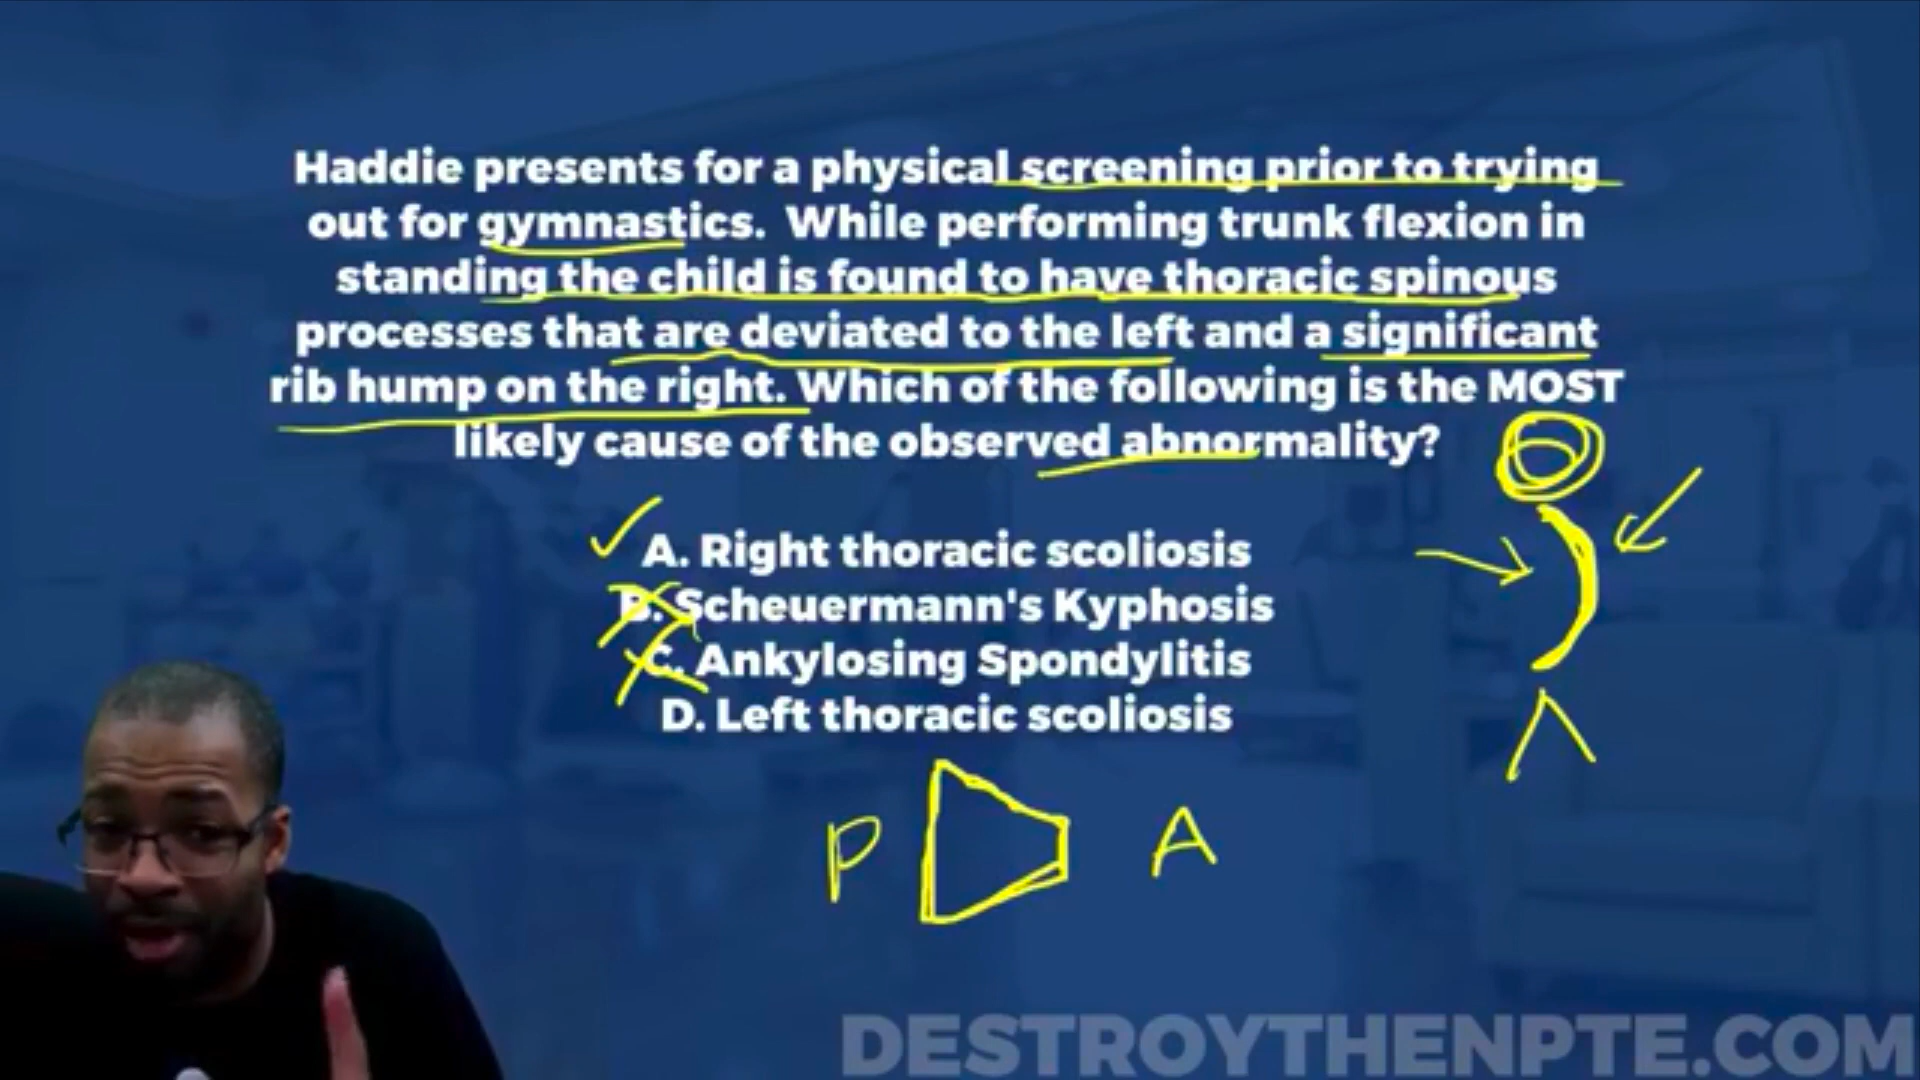 Haddie presents for a physical screening prior to trying
out for gymnastics. While performing trunk flexion in
standing the child is found to have thoracic spinous
processes that are deviated to the left and a significant
rib hump on the right. Which of the following is the MOST
likely cause of the observed abnormality?
A. Right thoracic scoliosis
B. Scheuermann's Kyphosis
C. Ankylosing Spondylitis
D. Left thoracic scoliosis
P A
DESTROYTHENPTE.COM